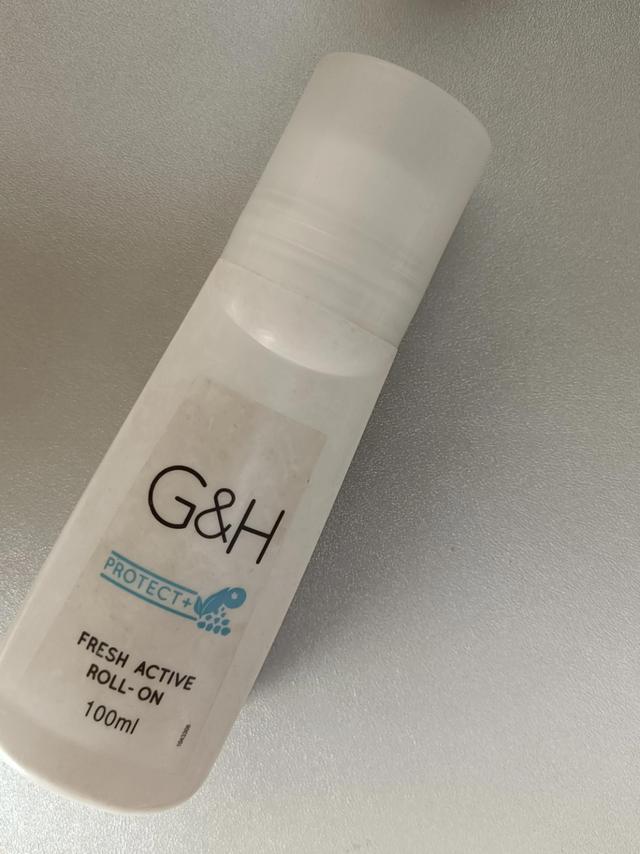 G&H
PROTECT+
FRESH ACTIVE
ROLL-ON
100ml